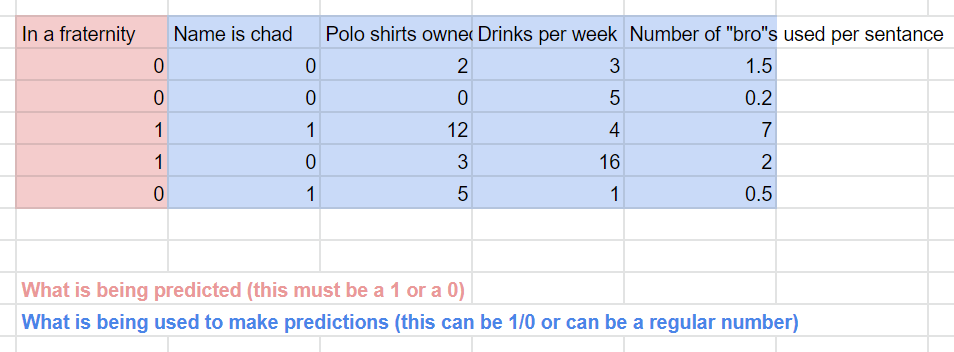 In a fraternity Name is chad Polo shirts owned Drinks per week Number of "bro"s used per sentance
0 0 2 3 1.5
0 0 0 5 0.2
1 1 12 4 7
1 0 3 16 2
0 1 5 1 0.5
What is being predicted (this must be a 1 or a 0)
What is being used to make predictions (this can be 1/0 or can be a regular number)